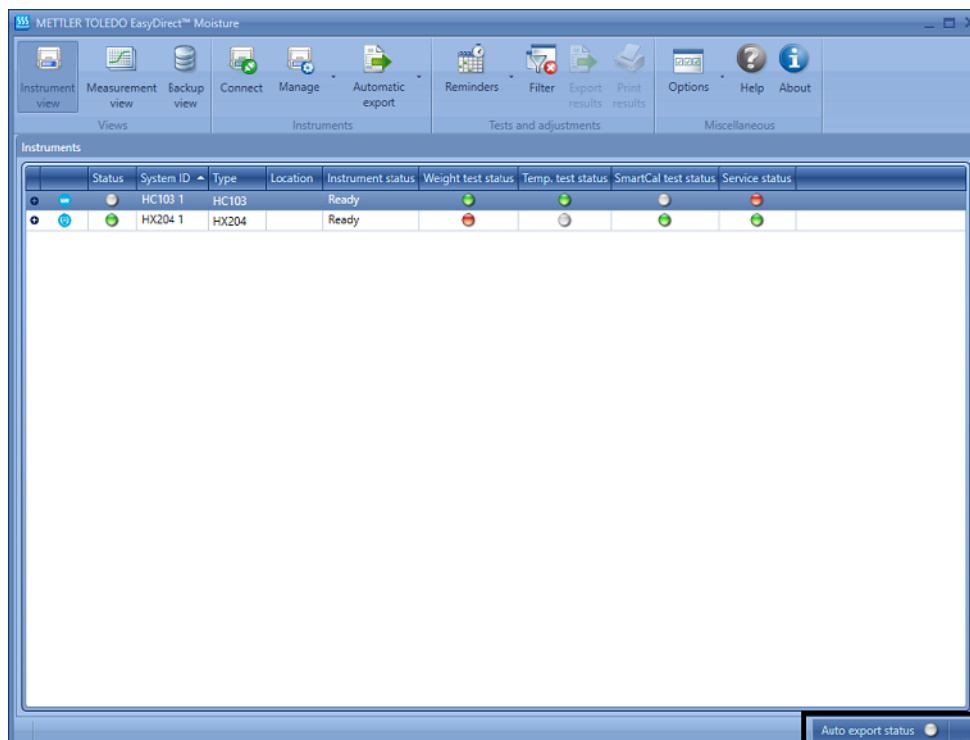 METTLER TOLEDO EasyDirect™ Moisture
Instrument view
Measurement view
Backup view
Connect
Manage
Automatic export
Reminders
Filter
Export results
Print results
Options
Help
About
Views
Instruments
Tests and adjustments
Miscellaneous
Instruments
Status System ID Type Location Instrument status Weight test status Temp. test status SmartCal test status Service status
HC103 1 HC103 Ready
HX204 1 HX204 Ready
Auto export status